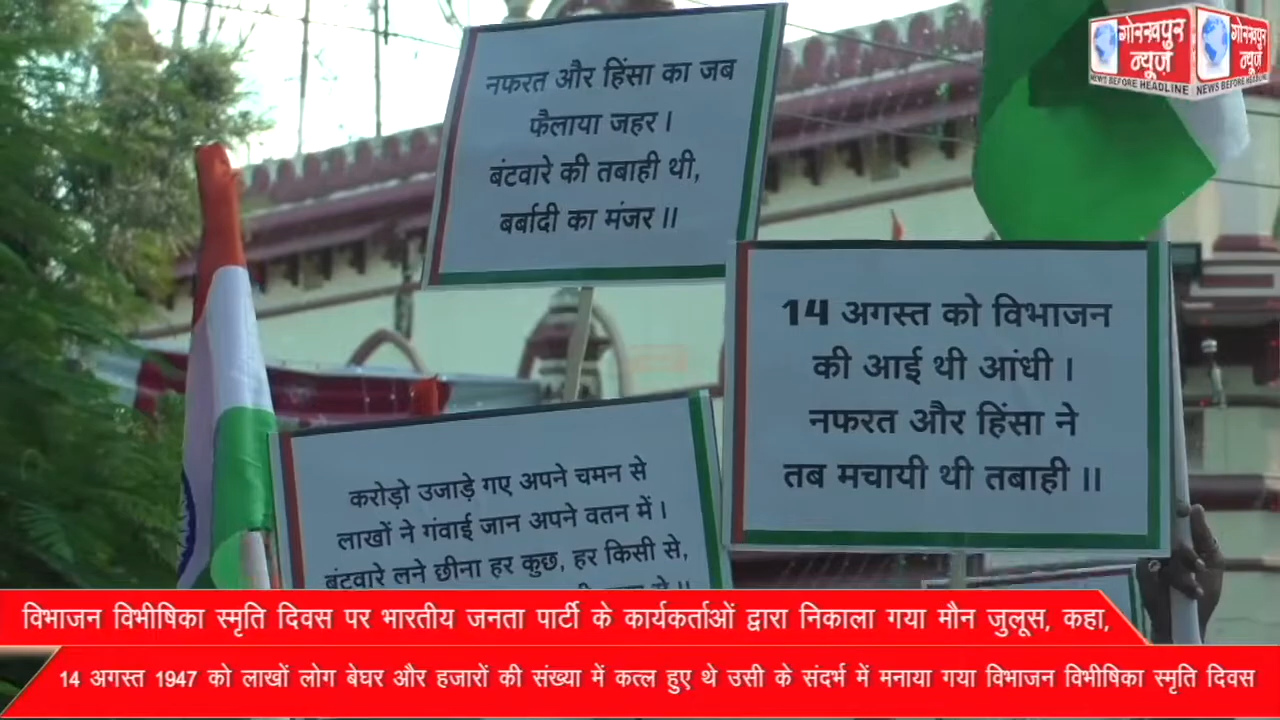 गोरखपुर
न्यूज़
NEWS BEFORE HEADLINE
गोरखपुर
न्यूज़
NEWS BEFORE HEADLINE
नफरत और हिंसा का जब
फैलाया जहर ।
बंटवारे की तबाही थी,
बर्बादी का मंजर ।।
14 अगस्त को विभाजन
की आई थी आंधी ।
नफरत और हिंसा ने
तब मचायी थी तबाही ।।
करोड़ो उजाड़े गए अपने चमन से
लाखों ने गंवाई जान अपने वतन में ।
बंटवारे लने छीना हर कुछ, हर किसी से,
विभाजन विभीषिका स्मृति दिवस पर भारतीय जनता पार्टी के कार्यकर्ताओं द्वारा निकाला गया मौन जुलूस, कहा,
14 अगस्त 1947 को लाखों लोग बेघर और हजारों की संख्या में कत्ल हुए थे उसी के संदर्भ में मनाया गया विभाजन विभीषिका स्मृति दिवस